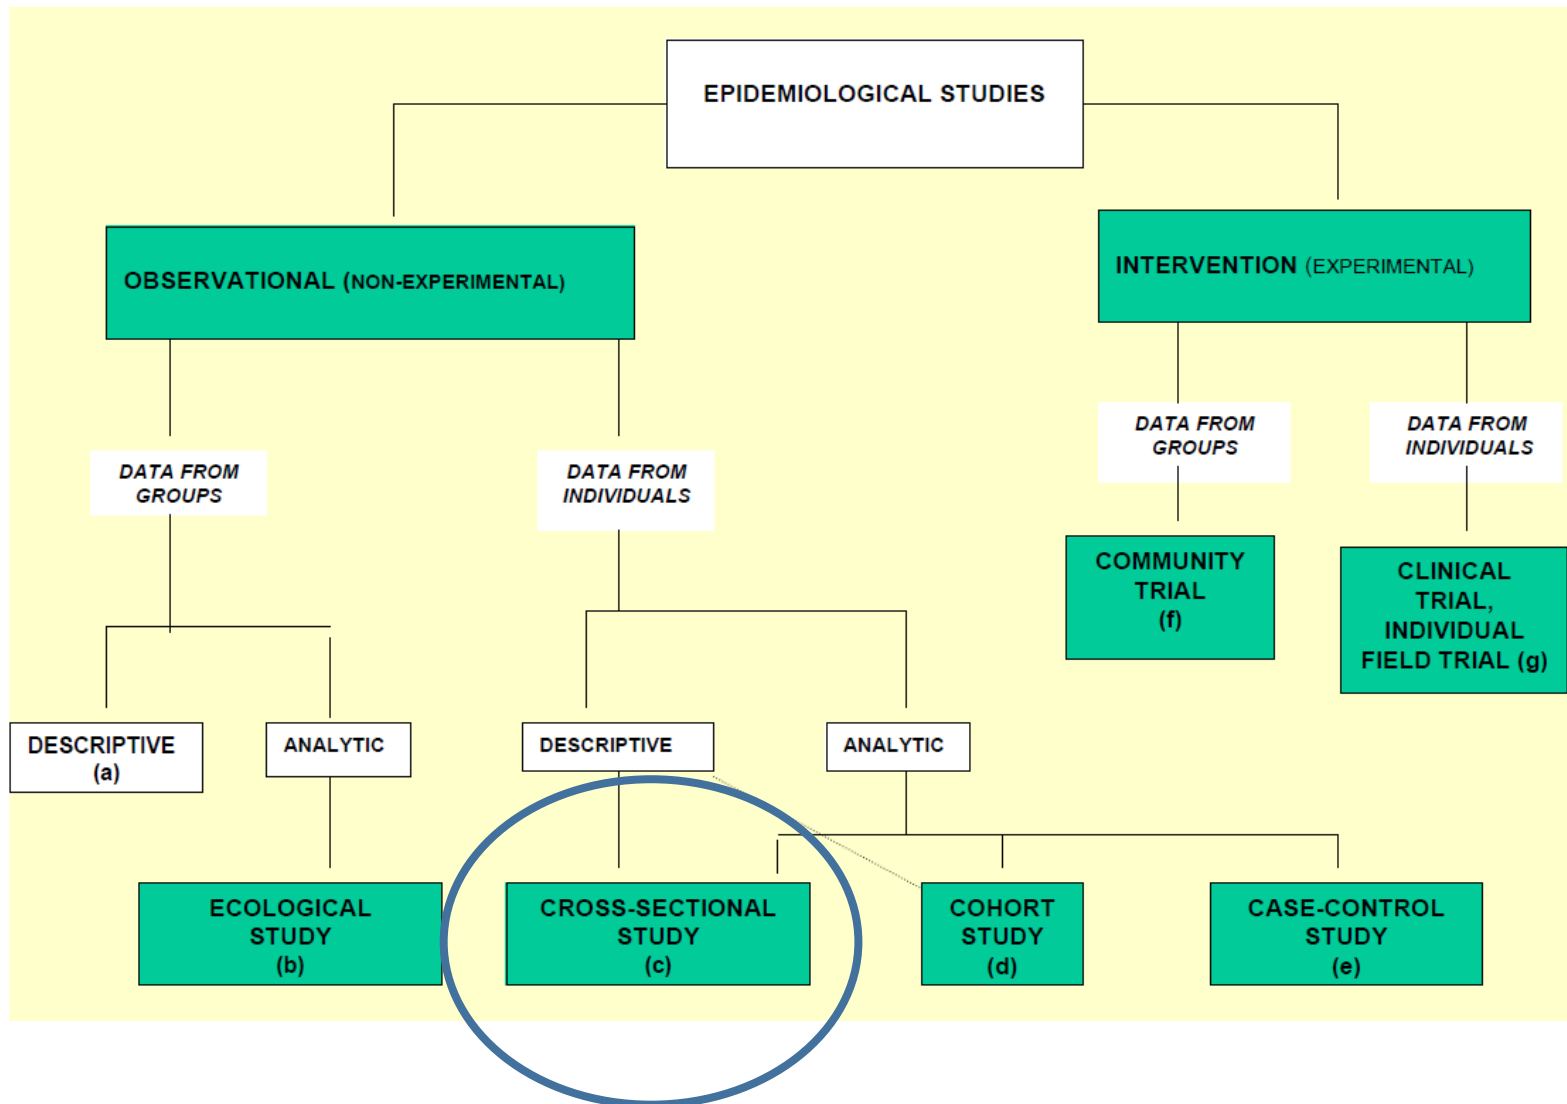 EPIDEMIOLOGICAL STUDIES
OBSERVATIONAL (NON-EXPERIMENTAL)
INTERVENTION (EXPERIMENTAL)
DATA FROM
GROUPS
DATA FROM
INDIVIDUALS
DATA FROM
GROUPS
DATA FROM
INDIVIDUALS
COMMUNITY
TRIAL
(f)
CLINICAL
TRIAL,
INDIVIDUAL
FIELD TRIAL (g)
DESCRIPTIVE
(a)
ANALYTIC
DESCRIPTIVE
ANALYTIC
ECOLOGICAL
STUDY
(b)
CROSS-SECTIONAL
STUDY
(c)
COHORT
STUDY
(d)
CASE-CONTROL
STUDY
(e)